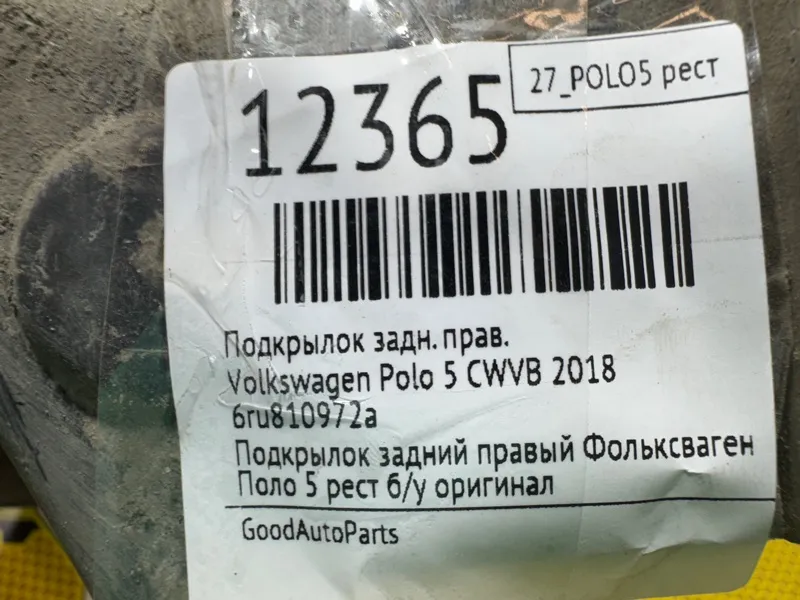 27_POLO5 рест
12365
Подкрылок задн. прав.
Volkswagen Polo 5 CWVB 2018
6ru810972a
Подкрылок задний правый Фольксваген
Поло 5 рест б/у оригинал
GoodAutoParts